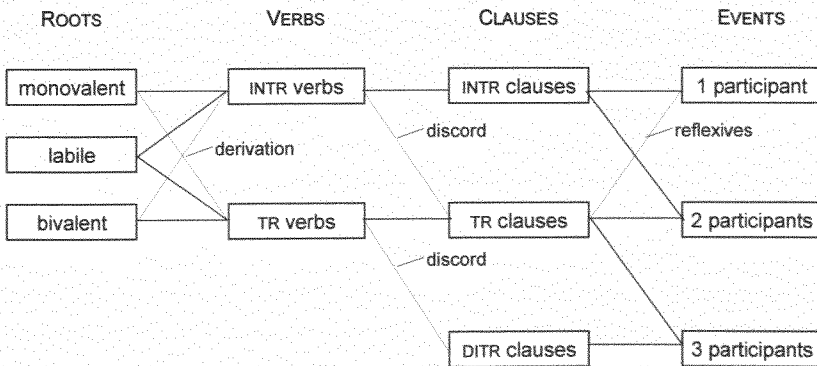 ROOTS VERBS CLAUSES EVENTS
monovalent INTR verbs INTR clauses 1 participant
discord reflexives
labile derivation
bivalent TR verbs TR clauses 2 participants
discord
DITR clauses 3 participants